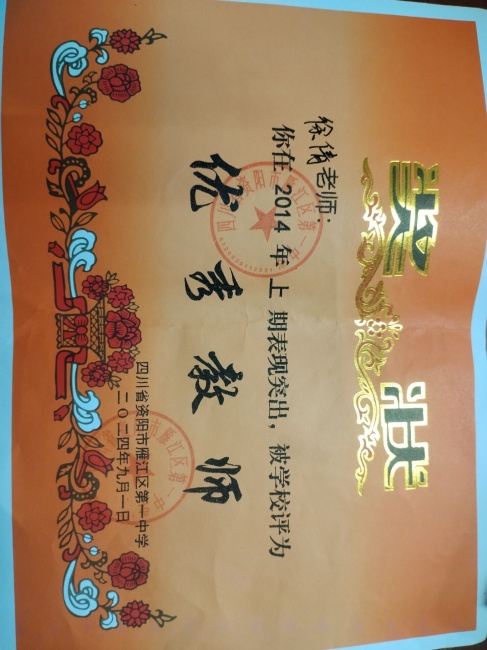 奖状
徐倩老师:
你在 2014 年 上 期表现突出，被学校评为
优秀教师
四川省资阳市雁江区第一中学
二〇二四年九月一日